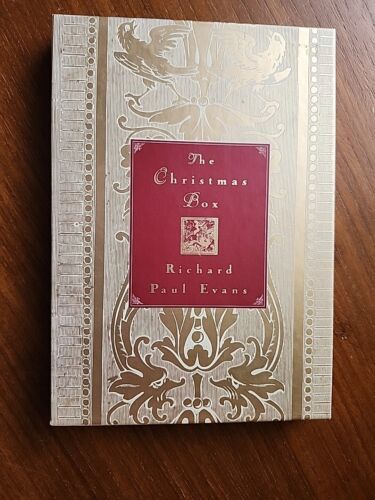 The
Christmas
Box
Richard
Paul Evans